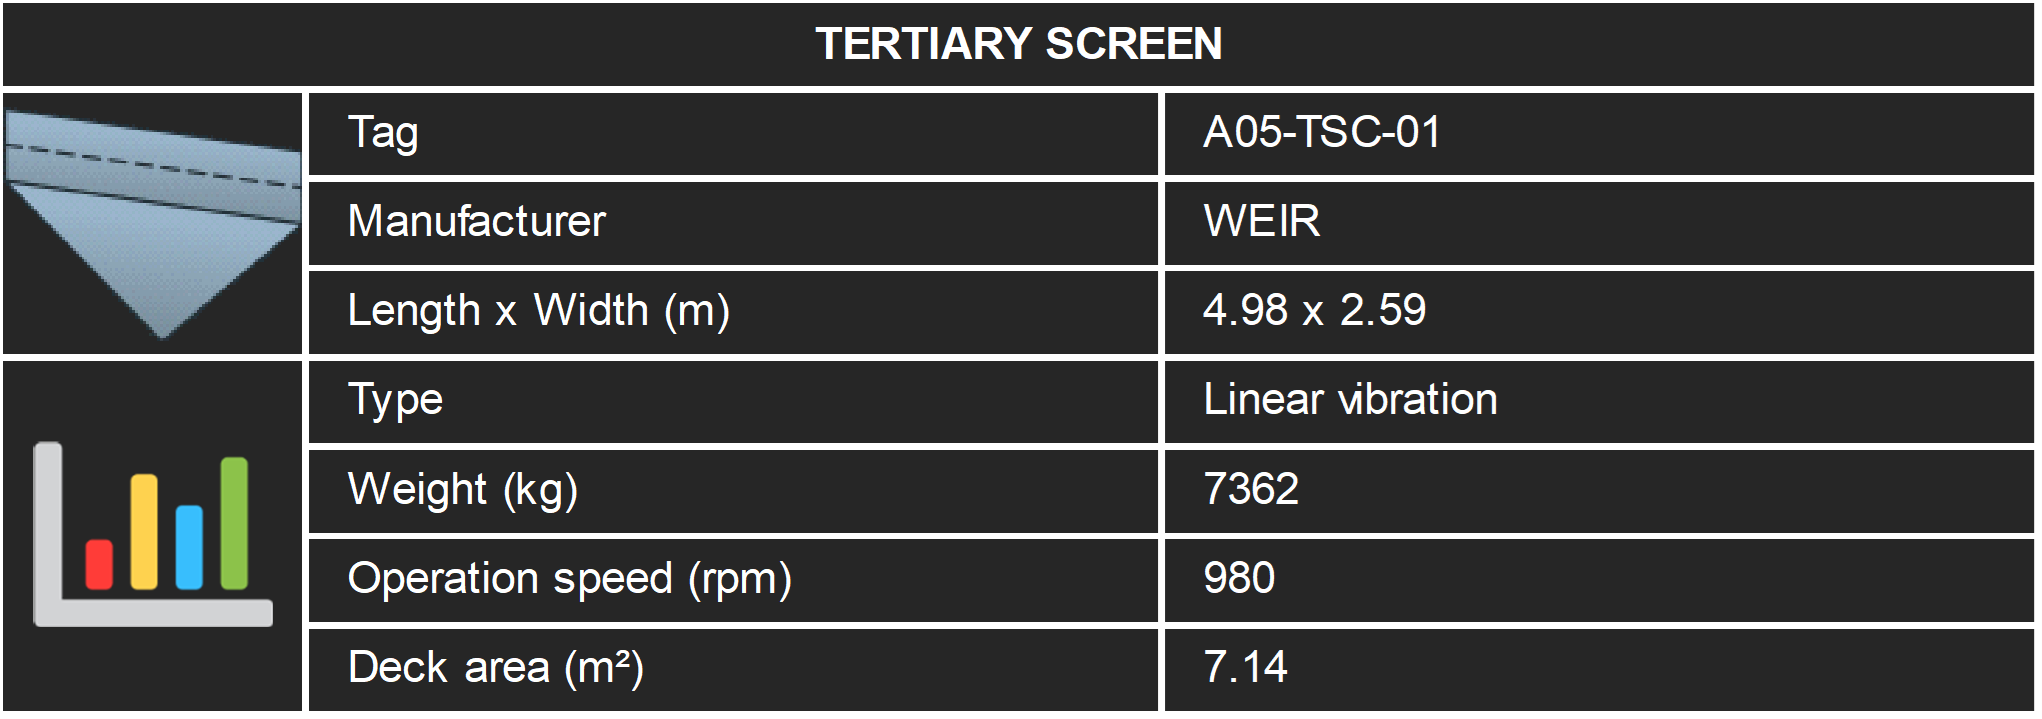 TERTIARY SCREEN
Tag A05-TSC-01
Manufacturer WEIR
Length x Width (m) 4.98 x 2.59
Type Linear vibration
Weight (kg) 7362
Operation speed (rpm) 980
Deck area (m²) 7.14